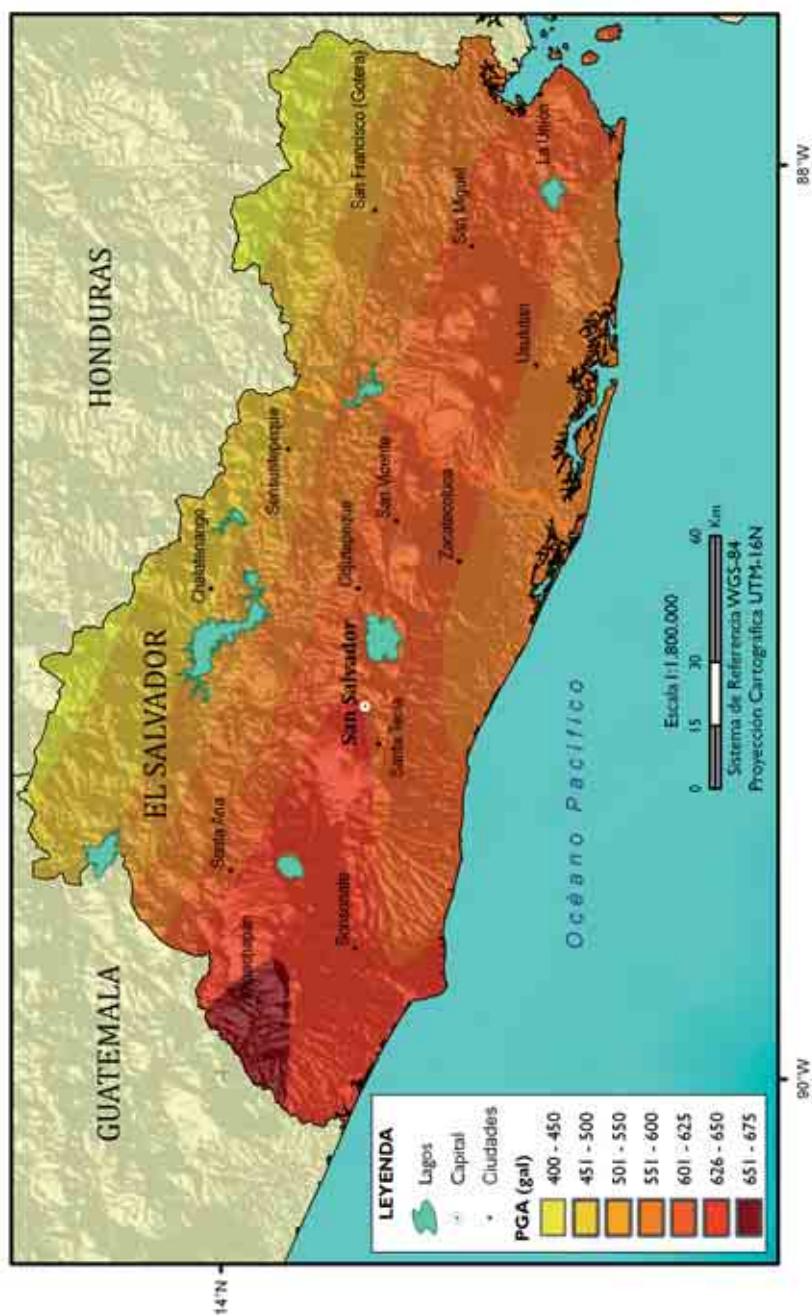 HONDURAS
GUATEMALA
EL SALVADOR
Chalatenango
Sensuntepeque
Santa Ana
San Francisco (Gotera)
Cojutepeque
San Salvador
Santa Tecla
San Vicente
Sonsonate
Zacatecoluca
San Miguel
Usulután
La Unión
Océano Pacífico
14°N
90°W
88°W
LEYENDA
Lagos
Capital
Ciudades
PGA (gal)
400 - 450
451 - 500
501 - 550
551 - 600
601 - 625
626 - 650
651 - 675
Escala 1:1.800.000
0 15 30 60 Km
Sistema de Referencia WGS-84
Proyección Cartográfica UTM-16N